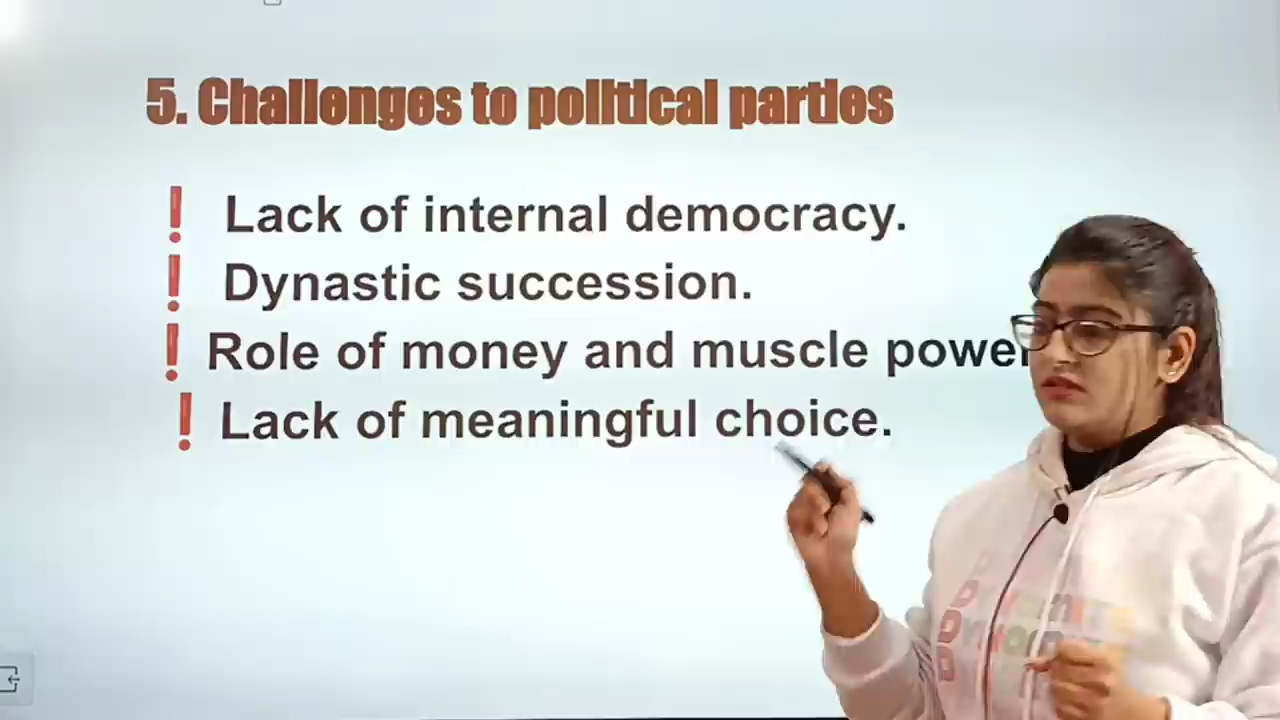 5. Challenges to political parties
❗ Lack of internal democracy.
❗ Dynastic succession.
❗ Role of money and muscle power
❗ Lack of meaningful choice.